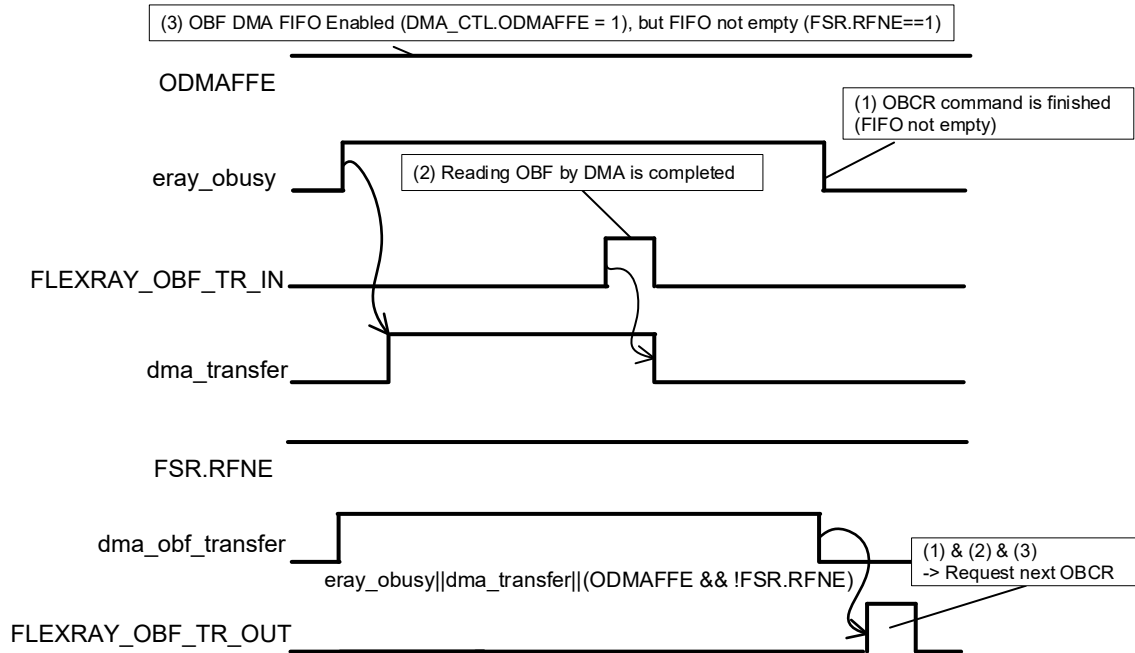 (3) OBF DMA FIFO Enabled (DMA_CTL.ODMAFFE = 1), but FIFO not empty (FSR.RFNE==1)
ODMAFFE
(1) OBCR command is finished
(FIFO not empty)
eray_obusy
(2) Reading OBF by DMA is completed
FLEXRAY_OBF_TR_IN
dma_transfer
FSR.RFNE
dma_obf_transfer
(1) & (2) & (3)
-> Request next OBCR
eray_obusy||dma_transfer||(ODMAFFE && !FSR.RFNE)
FLEXRAY_OBF_TR_OUT